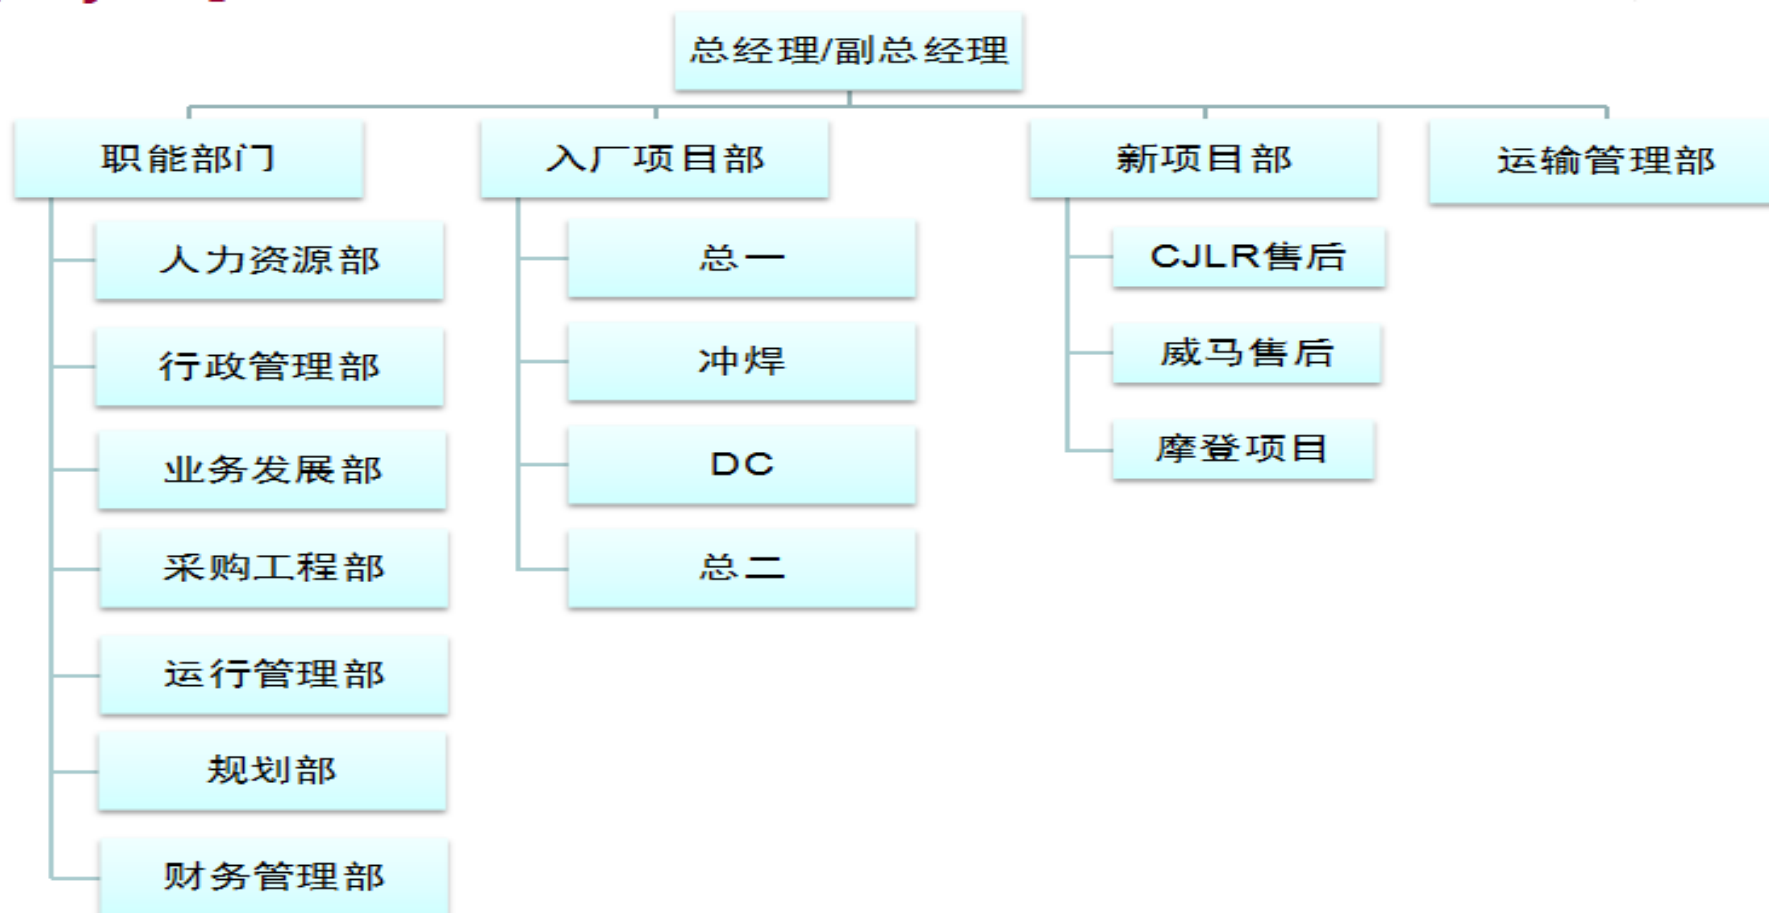 总经理/副总经理
职能部门
入厂项目部
新项目部
运输管理部
人力资源部
行政管理部
业务发展部
采购工程部
运行管理部
规划部
财务管理部
总一
冲焊
DC
总二
CJLR售后
威马售后
摩登项目